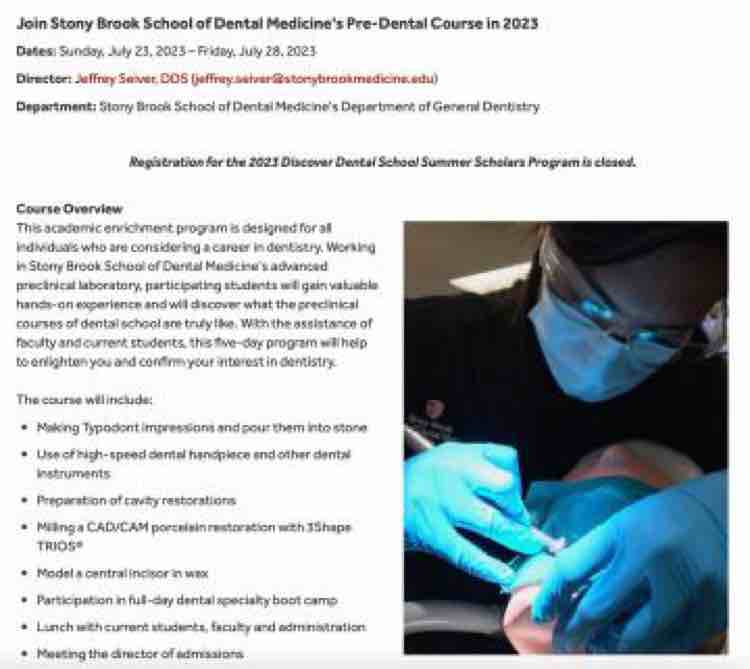 Join Stony Brook School of Dental Medicine's Pre-Dental Course in 2023
Dates: Sunday, July 23, 2023 – Friday, July 28, 2023
Director: Jeffrey Seiver, DDS (jeffrey.seiver@stonybrookmedicine.edu)
Department: Stony Brook School of Dental Medicine's Department of General Dentistry
Registration for the 2023 Discover Dental School Summer Scholars Program is closed.
Course Overview
This academic enrichment program is designed for all
individuals who are considering a career in dentistry. Working
in Stony Brook School of Dental Medicine's advanced
preclinical laboratory, participating students will gain valuable
hands-on experience and will discover what the preclinical
courses of dental school are truly like. With the assistance of
faculty and current students, this five-day program will help
to enlighten you and confirm your interest in dentistry.
The course will include:
• Making Typodont impressions and pour them into stone
• Use of high-speed dental handpiece and other dental
instruments
• Preparation of cavity restorations
• Milling a CAD/CAM porcelain restoration with 3Shape
TRIOS®
• Model a central incisor in wax
• Participation in full-day dental specialty boot camp
• Lunch with current students, faculty and administration
• Meeting the director of admissions